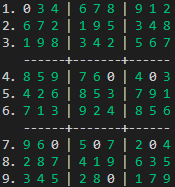 1. 0 3 4 | 6 7 8 | 9 1 2
2. 6 7 2 | 1 9 5 | 3 4 8
3. 1 9 8 | 3 4 2 | 5 6 7
------+-------+------
4. 8 5 9 | 7 6 0 | 4 0 3
5. 4 2 6 | 8 5 3 | 7 9 1
6. 7 1 3 | 9 2 4 | 8 5 6
------+-------+------
7. 9 6 0 | 5 0 7 | 2 0 4
8. 2 8 7 | 4 1 9 | 6 3 5
9. 3 4 5 | 2 8 0 | 1 7 9